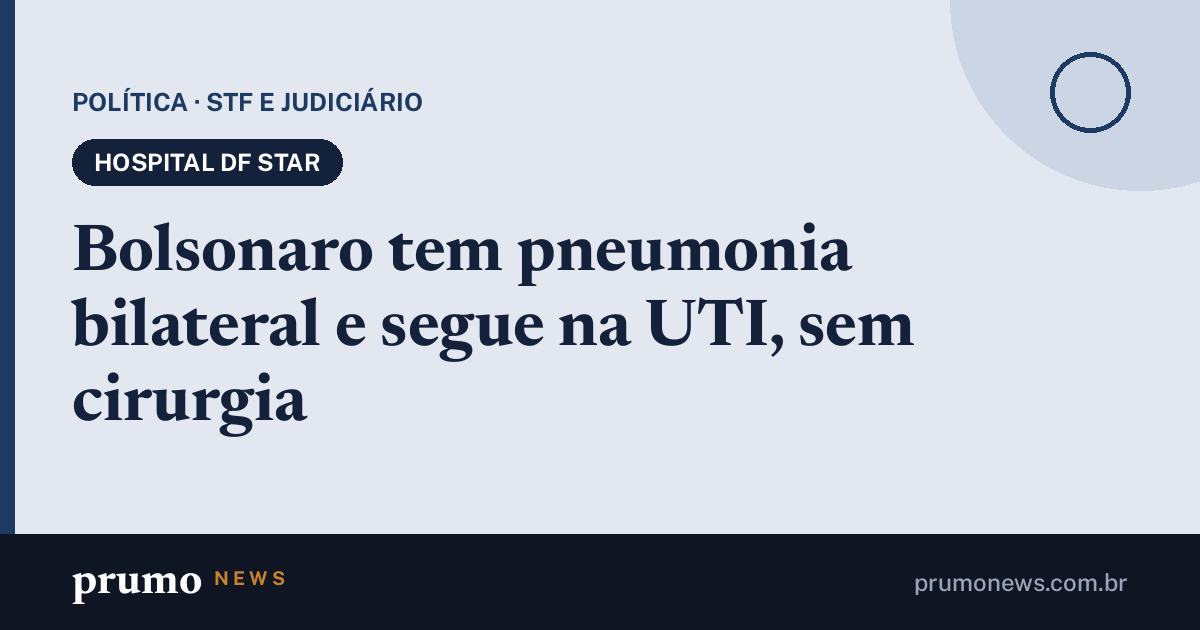 POLÍTICA · STF E JUDICIÁRIO
HOSPITAL DF STAR
Bolsonaro tem pneumonia
bilateral e segue na UTI, sem
cirurgia
prumo NEWS
prumonews.com.br